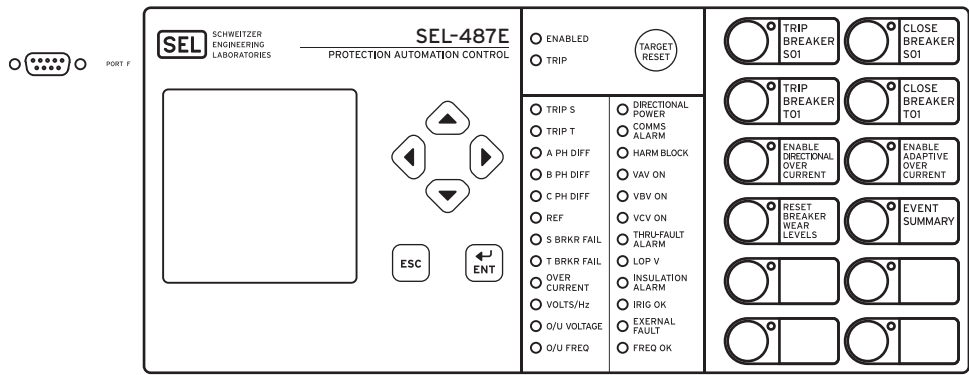 PORT F
SEL
SCHWEITZER
ENGINEERING
LABORATORIES
SEL-487E
PROTECTION AUTOMATION CONTROL
ESC
ENT
ENABLED
TRIP
TARGET
RESET
TRIP S
TRIP T
A PH DIFF
B PH DIFF
C PH DIFF
REF
S BRKR FAIL
T BRKR FAIL
OVER
CURRENT
VOLTS/Hz
O/U VOLTAGE
O/U FREQ
DIRECTIONAL
POWER
COMMS
ALARM
HARM BLOCK
VAV ON
VBV ON
VCV ON
THRU-FAULT
ALARM
LOP V
INSULATION
ALARM
IRIG OK
EXERNAL
FAULT
FREQ OK
TRIP
BREAKER
S01
CLOSE
BREAKER
S01
TRIP
BREAKER
T01
CLOSE
BREAKER
T01
ENABLE
DIRECTIONAL
OVER
CURRENT
ENABLE
ADAPTIVE
OVER
CURRENT
RESET
BREAKER
WEAR
LEVELS
EVENT
SUMMARY